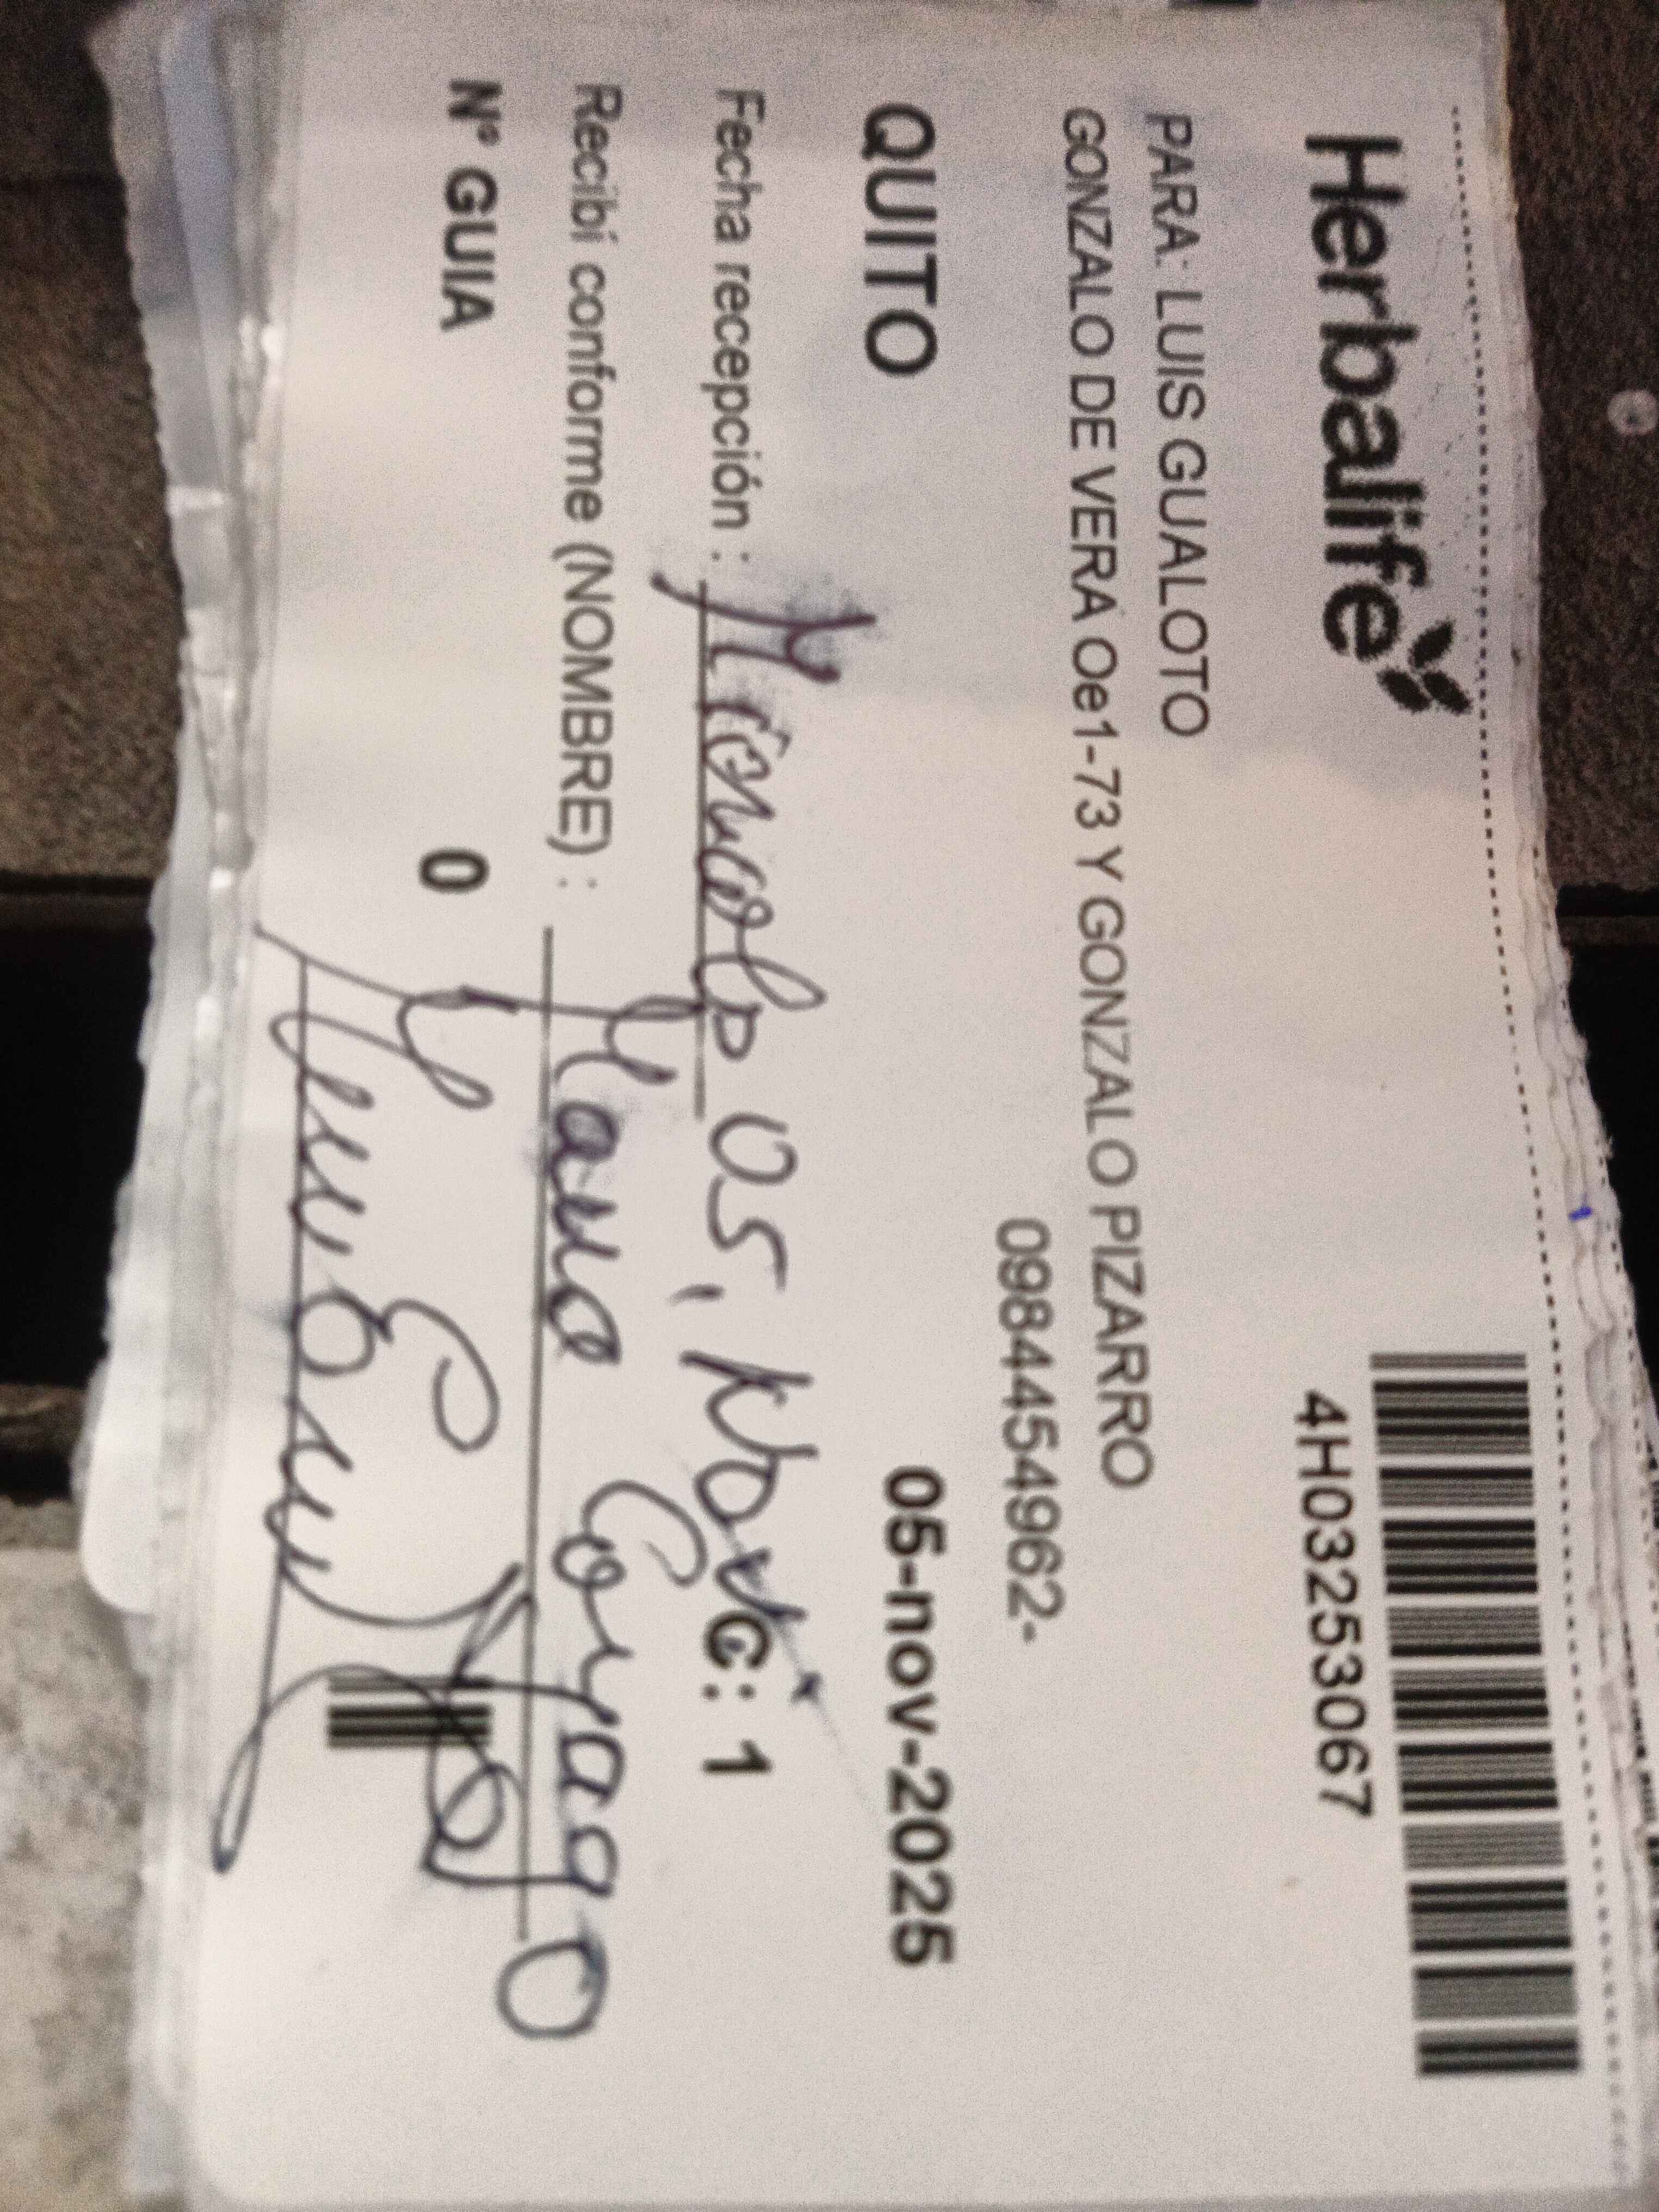 Herbalife
4H03253067
PARA: LUIS GUALOTO
GONZALO DE VERA Oe1-73 Y GONZALO PIZARRO
0984454962-
QUITO 05-nov-2025
Fecha recepción : 05, Nov. C: 1
Recibí conforme (NOMBRE) :
Nº GUIA 0